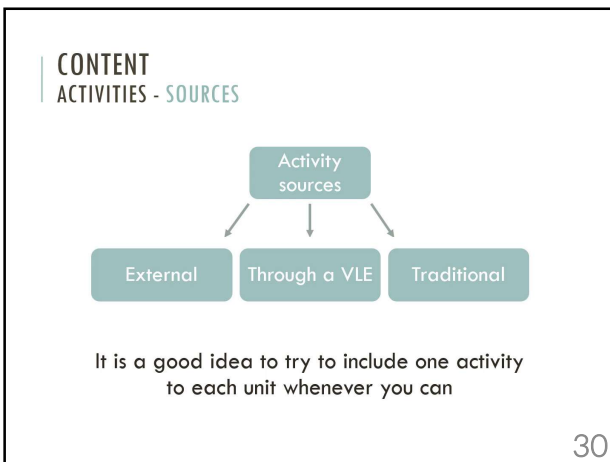 CONTENT
ACTIVITIES - SOURCES
Activity
sources
External
Through a VLE
Traditional
It is a good idea to try to include one activity
to each unit whenever you can
30